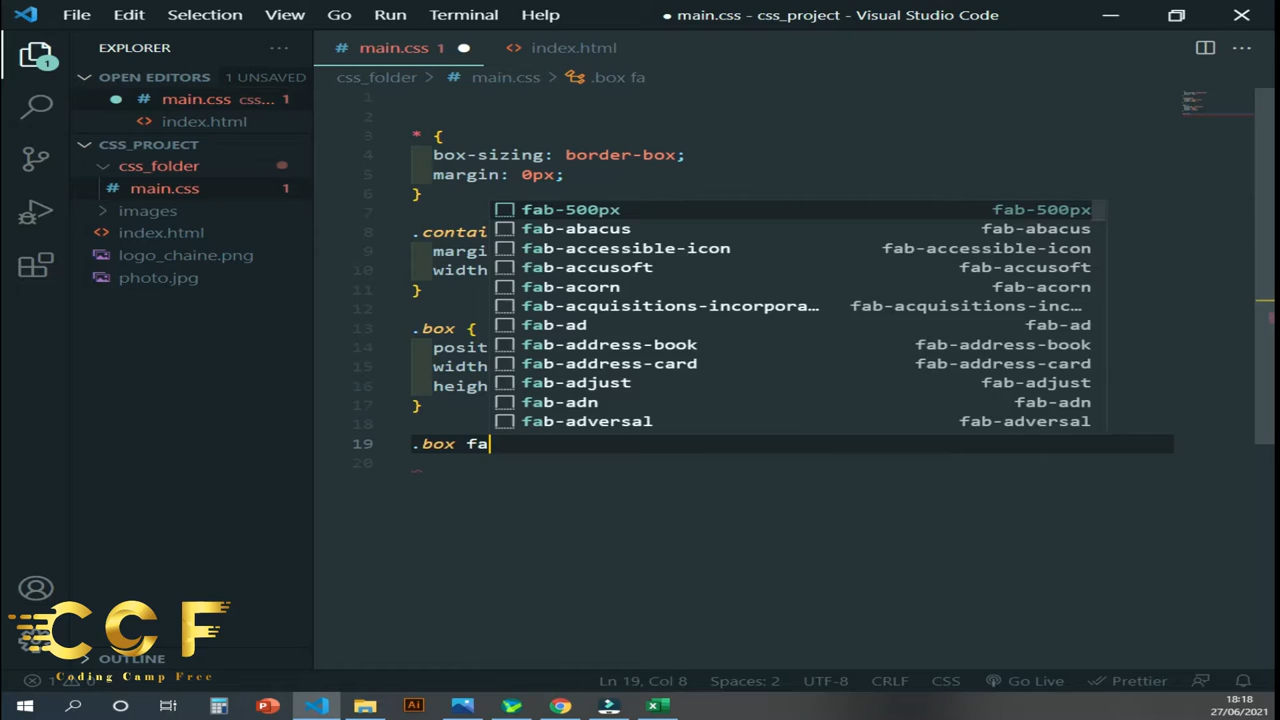 File Edit Selection View Go Run Terminal Help ● main.css - css_project - Visual Studio Code
EXPLORER ...
# main.css 1 ●
<> index.html
OPEN EDITORS 1 UNSAVED
● # main.css css... 1
<> index.html
CSS_PROJECT
css_folder
# main.css 1
images
<> index.html
logo_chaine.png
photo.jpg
OUTLINE
css_folder > # main.css > .box fa
1
2
3 * {
4 box-sizing: border-box;
5 margin: 0px;
6 }
7
8 .contai
9 margi
10 width
11 }
12
13 .box {
14 posit
15 width
16 heigh
17 }
18
19 .box fa
20
fab-500px fab-500px
fab-abacus fab-abacus
fab-accessible-icon fab-accessible-icon
fab-accusoft fab-accusoft
fab-acorn fab-acorn
fab-acquisitions-incorpora… fab-acquisitions-inc…
fab-ad fab-ad
fab-address-book fab-address-book
fab-address-card fab-address-card
fab-adjust fab-adjust
fab-adn fab-adn
fab-adversal fab-adversal
1
CCF
Coding Camp Free
1 Ln 19, Col 8 Spaces: 2 UTF-8 CRLF CSS Go Live Prettier
Ai
18:18
27/06/2021